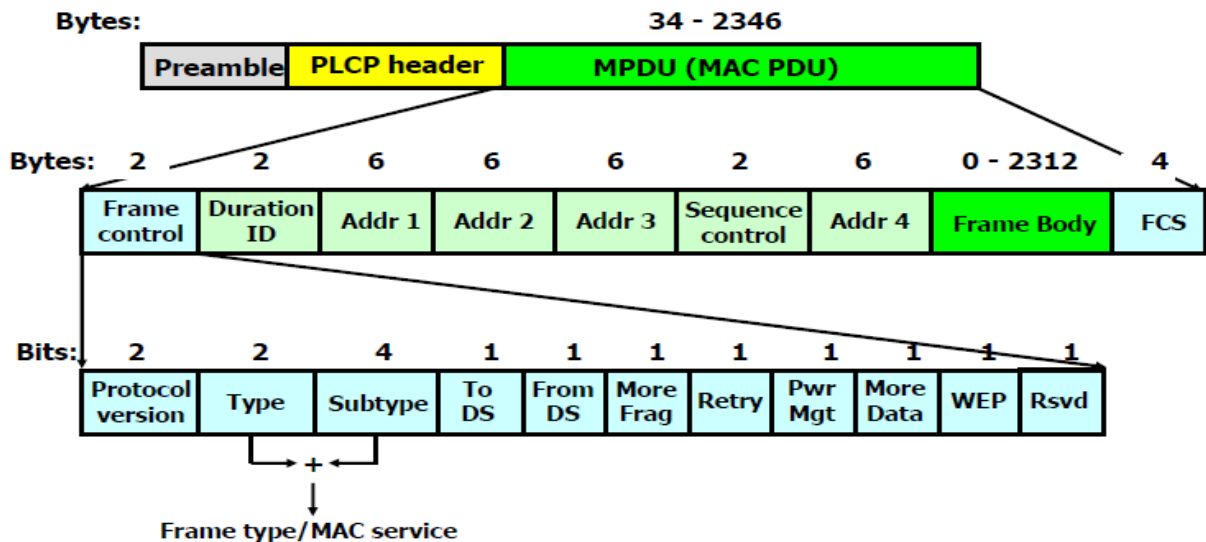 Bytes: 34 - 2346
Preamble PLCP header MPDU (MAC PDU)
Bytes: 2 2 6 6 6 2 6 0 - 2312 4
Frame control Duration ID Addr 1 Addr 2 Addr 3 Sequence control Addr 4 Frame Body FCS
Bits: 2 2 4 1 1 1 1 1 1 1 1
Protocol version Type Subtype To DS From DS More Frag Retry Pwr Mgt More Data WEP Rsvd
+
Frame type/MAC service